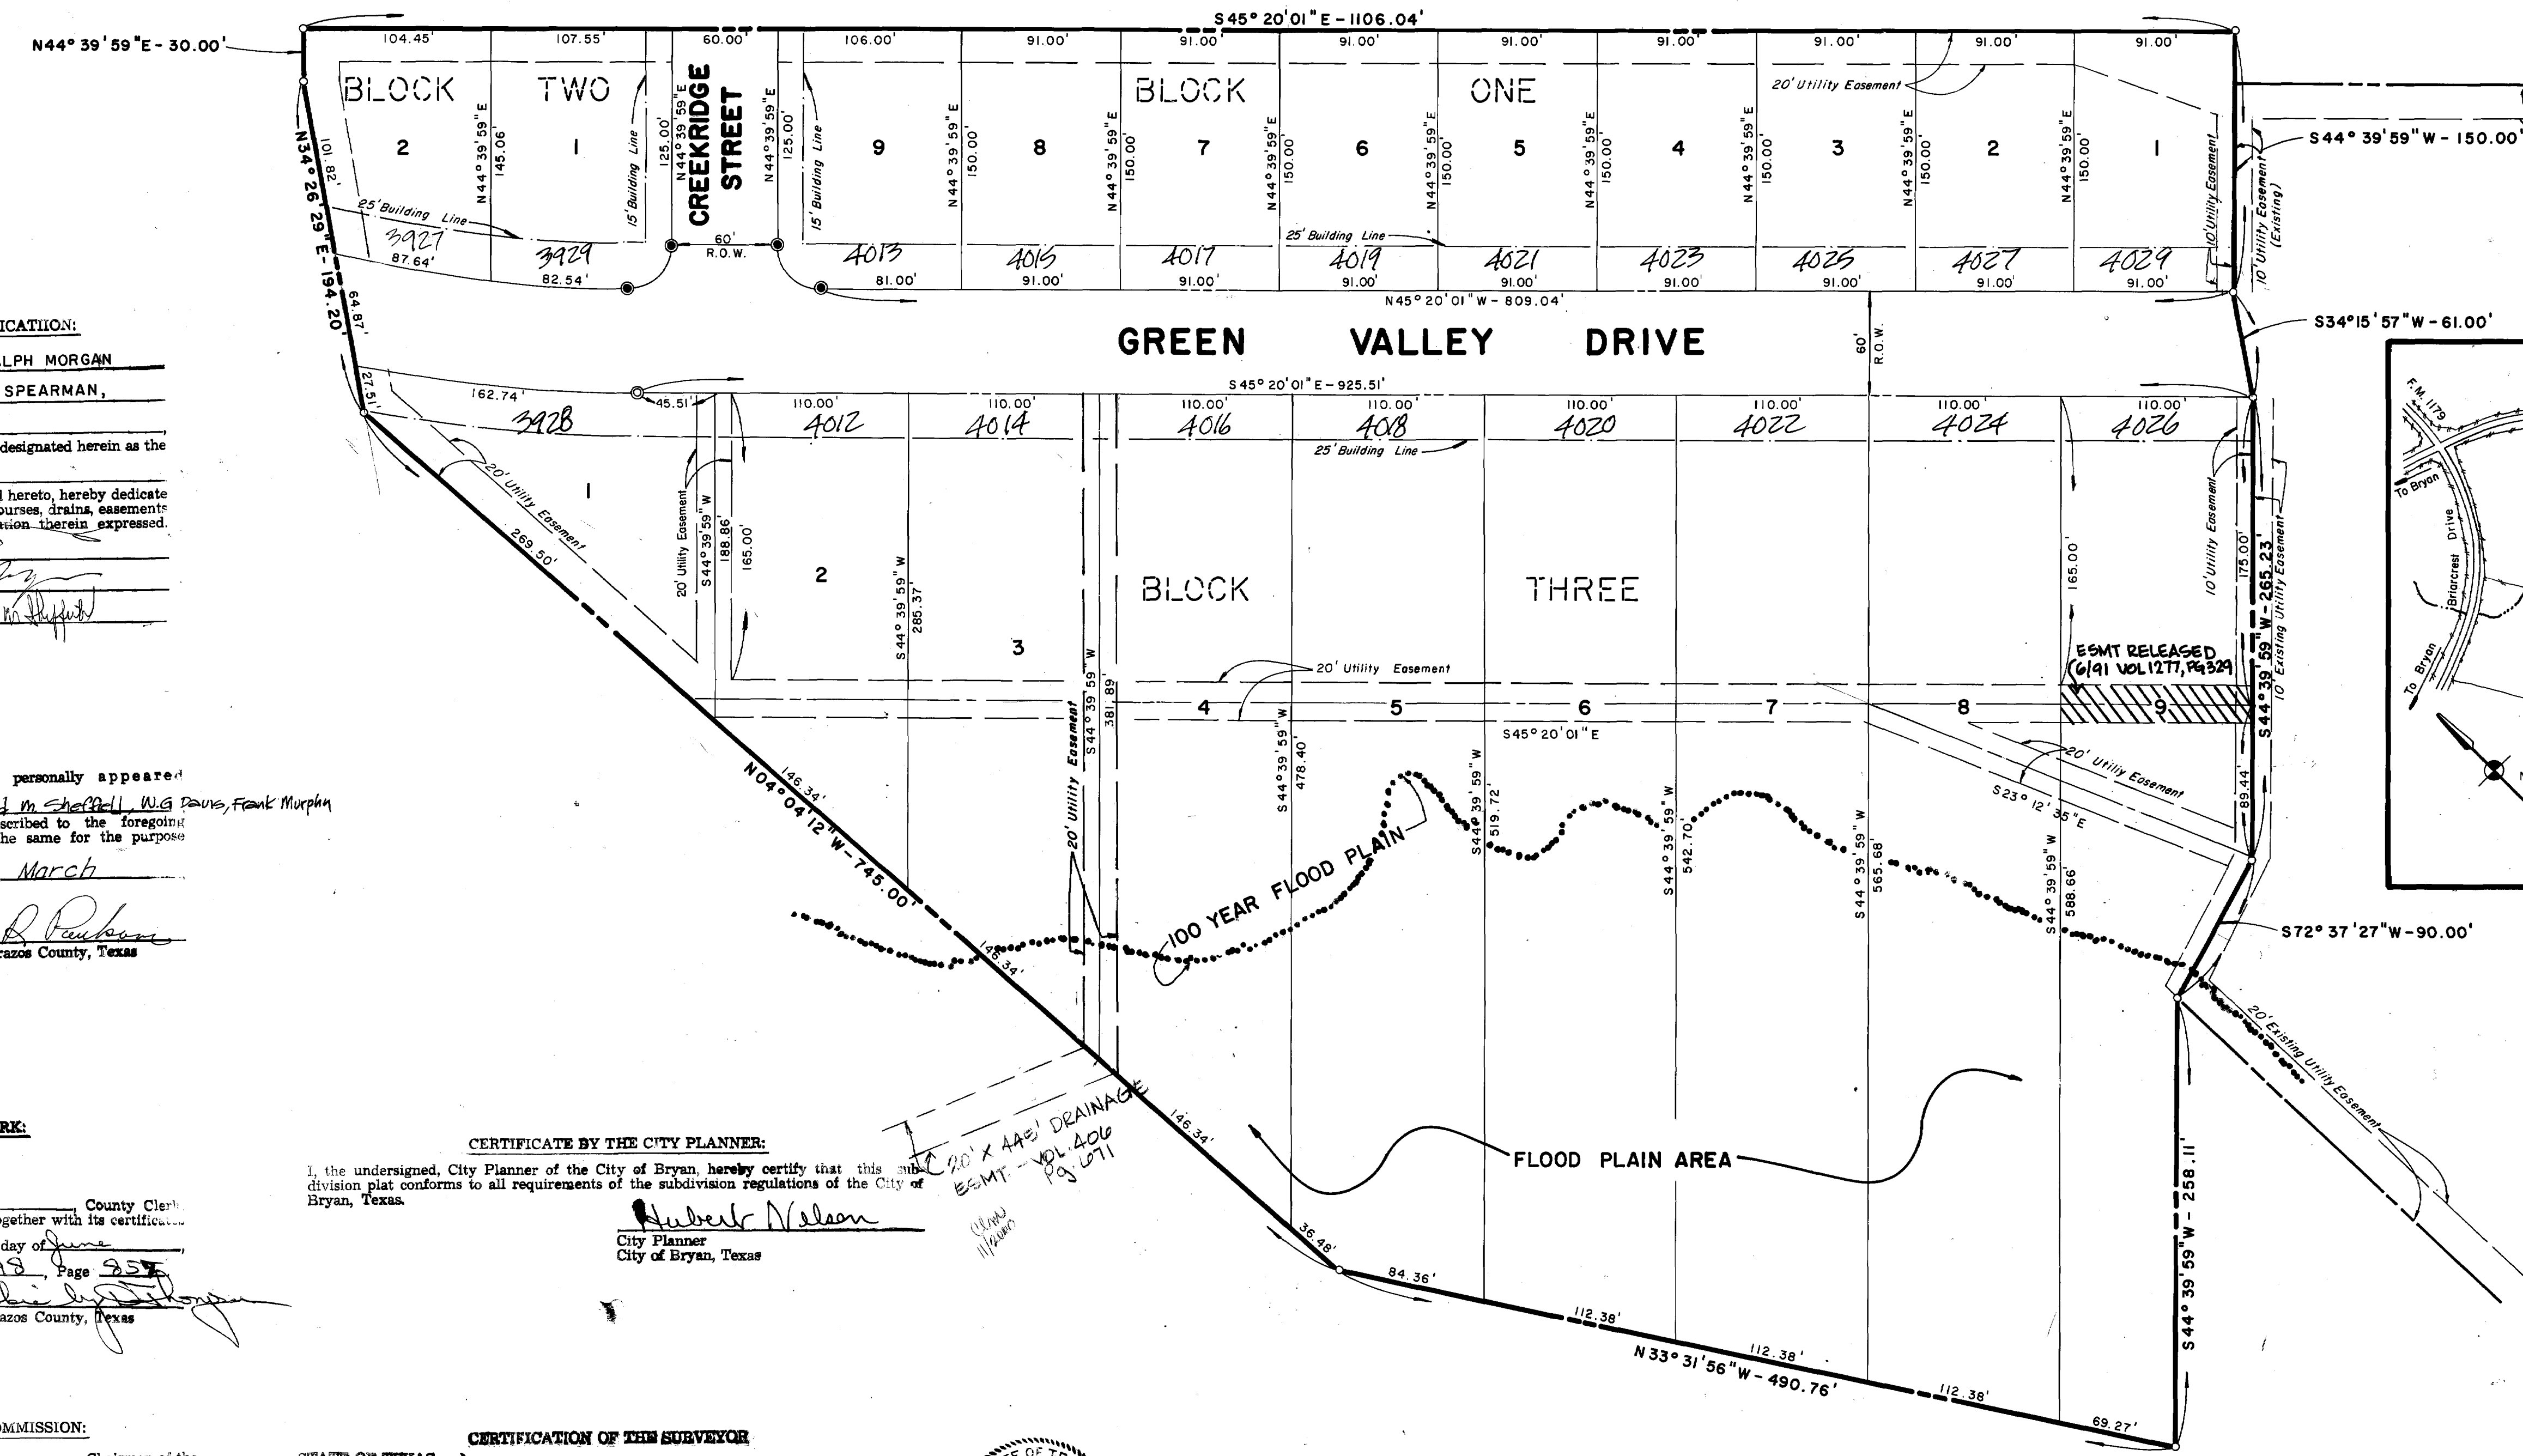 S45°20'01"E-1106.04'
N44°39'59"E-30.00'
104.45'
107.55'
60.00'
106.00'
91.00'
91.00'
91.00'
91.00'
91.00'
91.00'
91.00'
91.00'
BLOCK TWO
CREEKRIDGE
STREET
BLOCK ONE
20' Utility Easement
2
1
9
8
7
6
5
4
3
2
1
N44°39'59"E
145.06'
15' Building Line
125.00'
N44°39'59"E
N44°39'59"E
125.00'
15' Building Line
N44°39'59"E
150.00'
N44°39'59"E
150.00'
N44°39'59"E
150.00'
N44°39'59"E
150.00'
N44°39'59"E
150.00'
N44°39'59"E
150.00'
N44°39'59"E
150.00'
N44°39'59"E
150.00'
10' Utility Easement
10' Utility Easement
(Existing)
S44°39'59"W-150.00'
N34°26'29"E-194.20'
101.82'
64.87'
27.51'
25' Building Line
60'
R.O.W.
25' Building Line
3927
3929
4013
4015
4017
4019
4021
4023
4025
4027
4029
87.64'
82.54'
81.00'
91.00'
91.00'
91.00'
91.00'
91.00'
91.00'
91.00'
91.00'
N45°20'01"W-809.04'
GREEN VALLEY DRIVE
60'
R.O.W.
S34°15'57"W-61.00'
S45°20'01"E-925.51'
162.74'
45.51'
110.00'
110.00'
110.00'
110.00'
110.00'
110.00'
110.00'
110.00'
3928
4012
4014
4016
4018
4020
4022
4024
4026
25' Building Line
20' Utility Easement
1
269.50'
20' Utility Easement
S44°39'59"W
188.86'
165.00'
2
S44°39'59"W
285.37'
3
BLOCK THREE
165.00'
10' Utility Easement
175.00'
S44°39'59"W-265.23'
10' Existing Utility Easement
ESMT RELEASED
(6/91 VOL 1277, PG 329
20' Utility Easement
20' Utility Easement
S44°39'59"W
381.89'
4
5
6
7
8
9
S45°20'01"E
S44°39'59"W
478.40'
S44°39'59"W
519.72'
S44°39'59"W
542.70'
S44°39'59"W
565.68'
S44°39'59"W
588.66'
20' Utiliy Easement
S23°12'35"E
89.44'
146.34'
N04°04'12"W-745.00'
146.34'
100 YEAR FLOOD PLAIN
S72°37'27"W-90.00'
20' Existing Utility Easement
146.34'
36.48'
FLOOD PLAIN AREA
S44°39'59"W-258.11'
84.36'
112.38'
112.38'
112.38'
69.27'
N33°31'56"W-490.76'
20' X 445' DRAINAGE
ESMT. - VOL. 406
Pg. 671
11/2000
F.M. 1179
To Bryan
Briarcrest Drive
To Bryan
ICATIION:
ALPH MORGAN
SPEARMAN,
designated herein as the
hereto, hereby dedicate
ourses, drains, easements
ation therein expressed.
personally appeared
m. Sheffield, W.G Davis, Frank Murphy
scribed to the foregoing
he same for the purpose
March
razos County, Texas
RK:
, County Clerk
ogether with its certificat
day of June
98, Page 857
azos County, Texas
OMMISSION:
CERTIFICATE BY THE CITY PLANNER:
I, the undersigned, City Planner of the City of Bryan, hereby certify that this sub-
division plat conforms to all requirements of the subdivision regulations of the City of
Bryan, Texas.
Hubert Nelson
City Planner
City of Bryan, Texas
CERTIFICATION OF THE SURVEYOR
STATE OF TEXAS
E OF TE